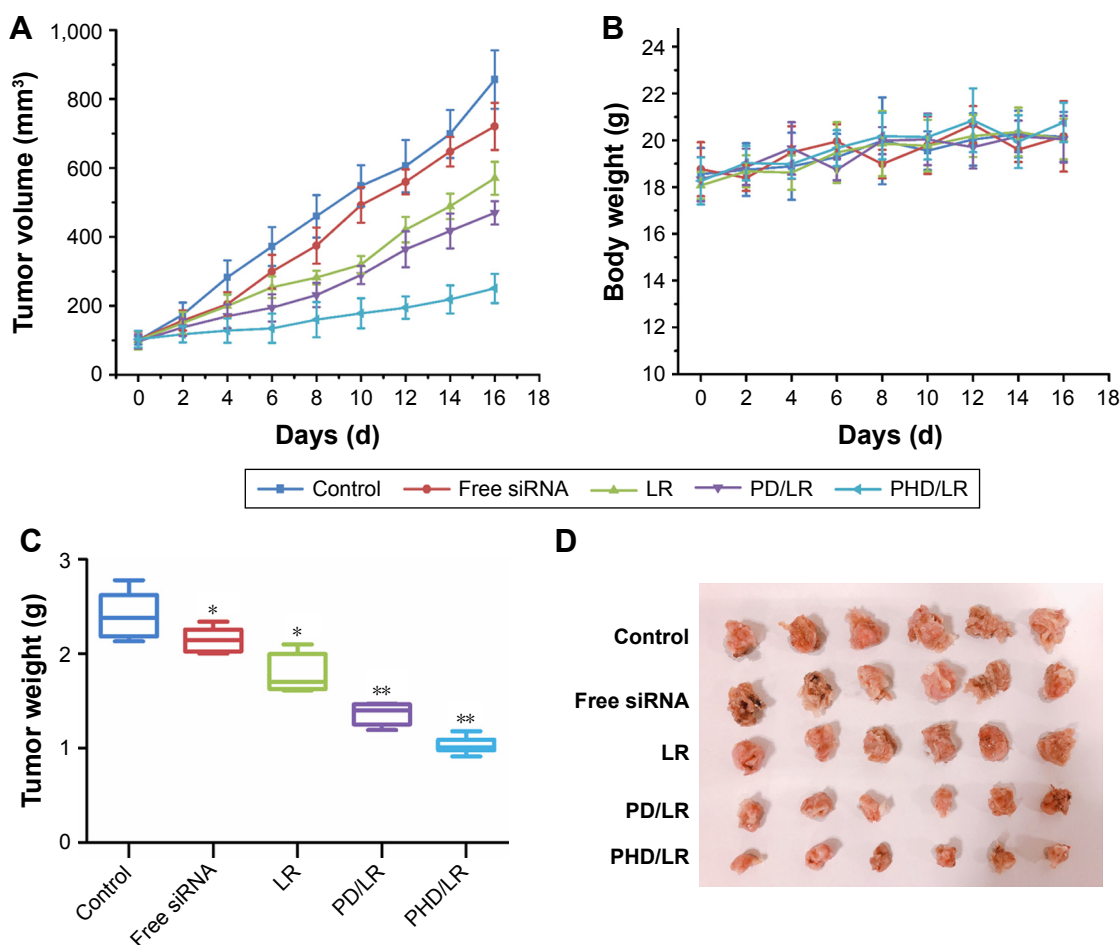 A
1,000
800
600
400
200
0
Tumor volume (mm³)
0 2 4 6 8 10 12 14 16 18
Days (d)
B
24
22
20
18
16
14
12
10
Body weight (g)
0 2 4 6 8 10 12 14 16 18
Days (d)
Control Free siRNA LR PD/LR PHD/LR
C
3
2
1
0
Tumor weight (g)
*
*
**
**
Control
Free siRNA
LR
PD/LR
PHD/LR
D
Control
Free siRNA
LR
PD/LR
PHD/LR